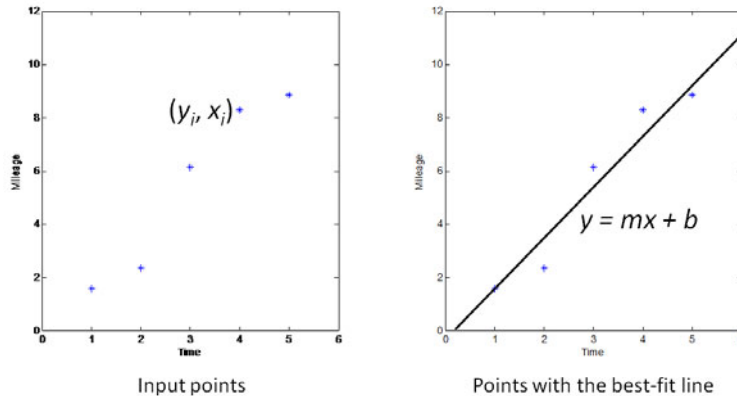 12
10
8
6
4
2
0
Mileage
(yᵢ, xᵢ)
0 1 2 3 4 5 6
Time
Input points
12
10
8
6
4
2
0
Mileage
y = mx + b
0 1 2 3 4 5
Time
Points with the best-fit line